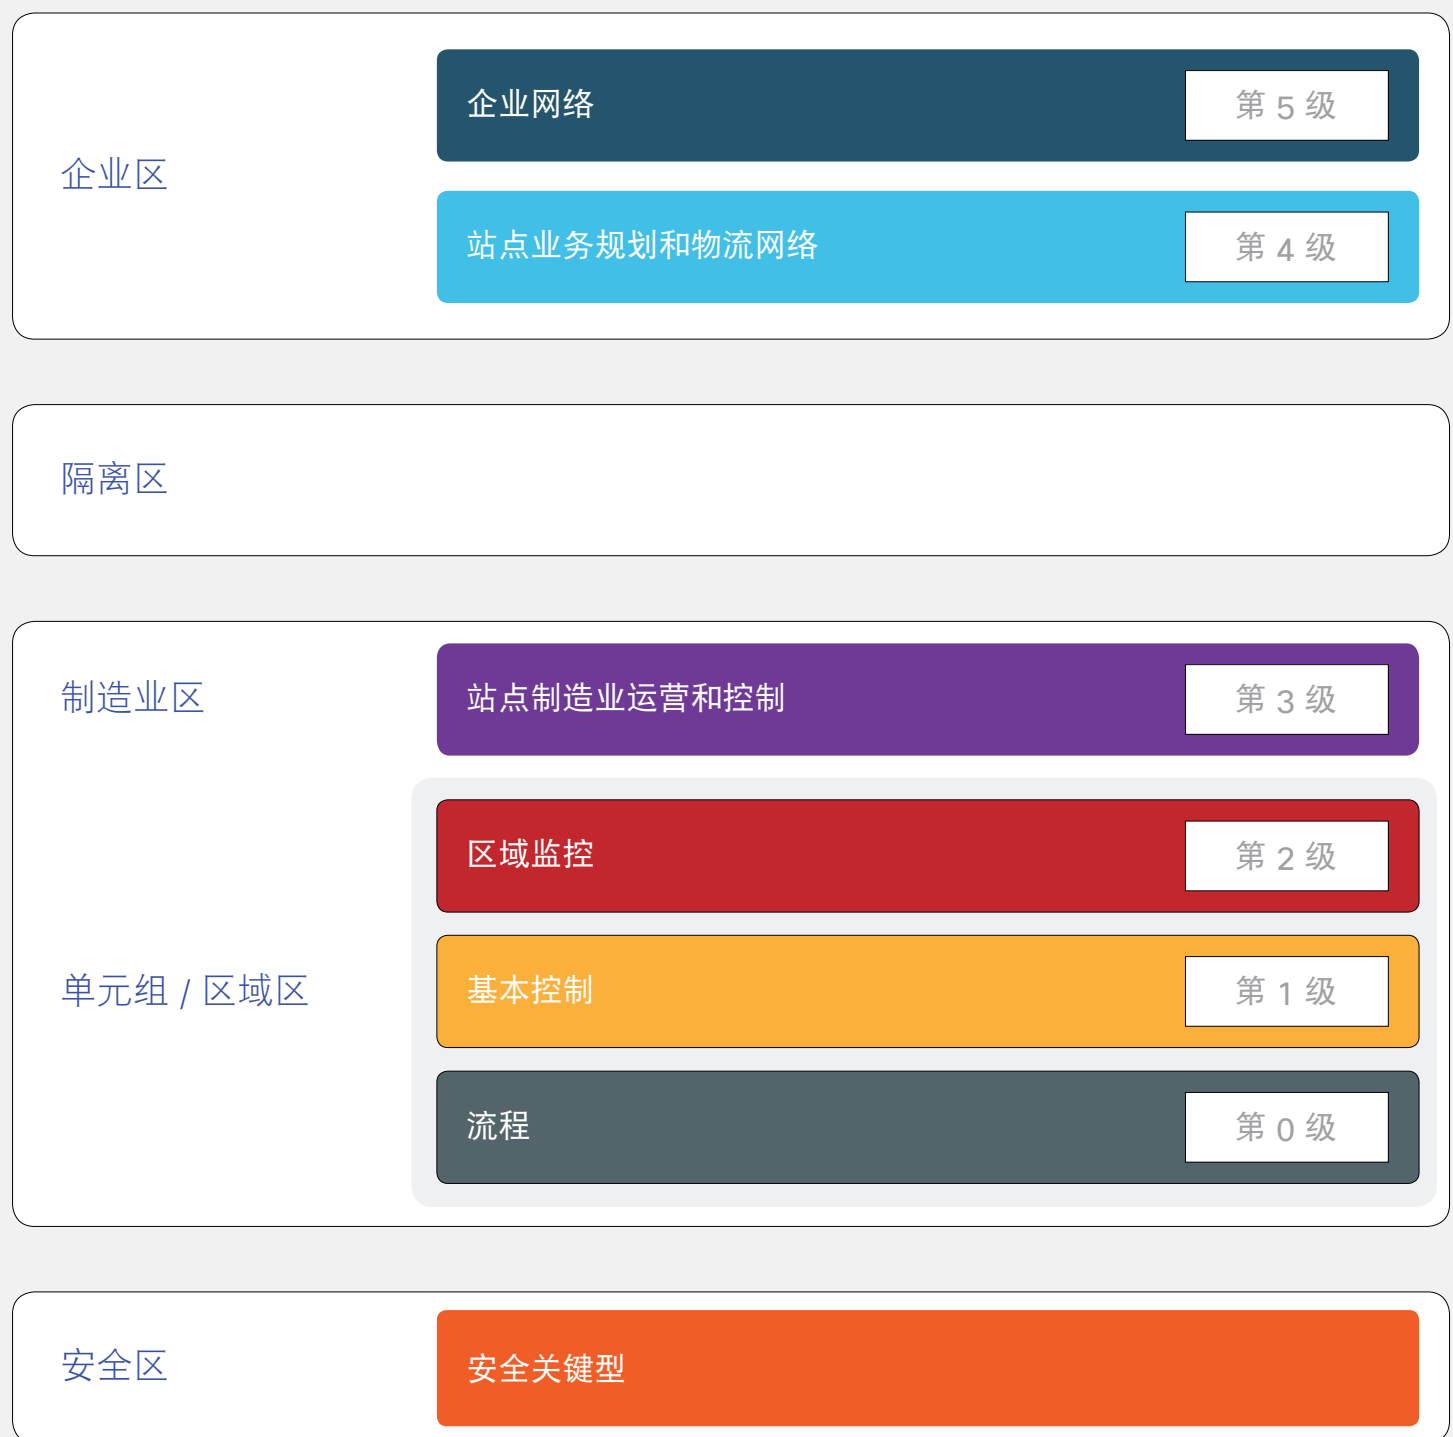 企业区
企业网络
第 5 级
站点业务规划和物流网络
第 4 级
隔离区
制造业区
站点制造业运营和控制
第 3 级
单元组 / 区域区
区域监控
第 2 级
基本控制
第 1 级
流程
第 0 级
安全区
安全关键型